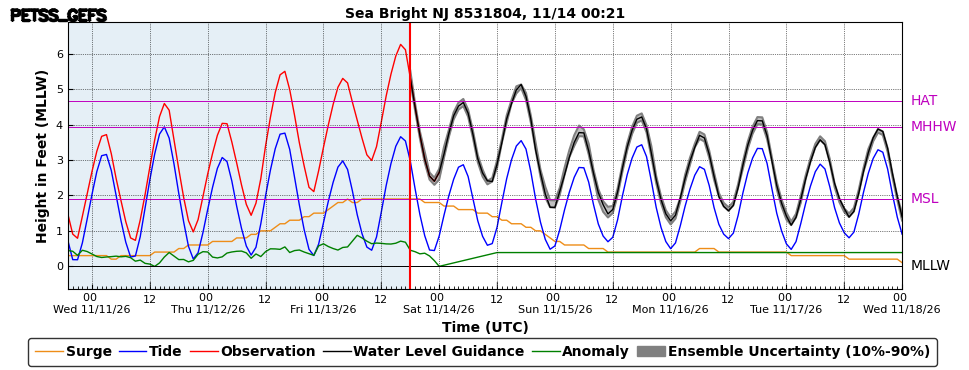 PETSS_GEFS
Sea Bright NJ 8531804, 11/14 00:21
Height in Feet (MLLW)
6
5
4
3
2
1
0
HAT
MHHW
MSL
MLLW
00 12 00 12 00 12 00 12 00 12 00 12 00 12 00
Wed 11/11/26 Thu 11/12/26 Fri 11/13/26 Sat 11/14/26 Sun 11/15/26 Mon 11/16/26 Tue 11/17/26 Wed 11/18/26
Time (UTC)
Surge Tide Observation Water Level Guidance Anomaly Ensemble Uncertainty (10%-90%)